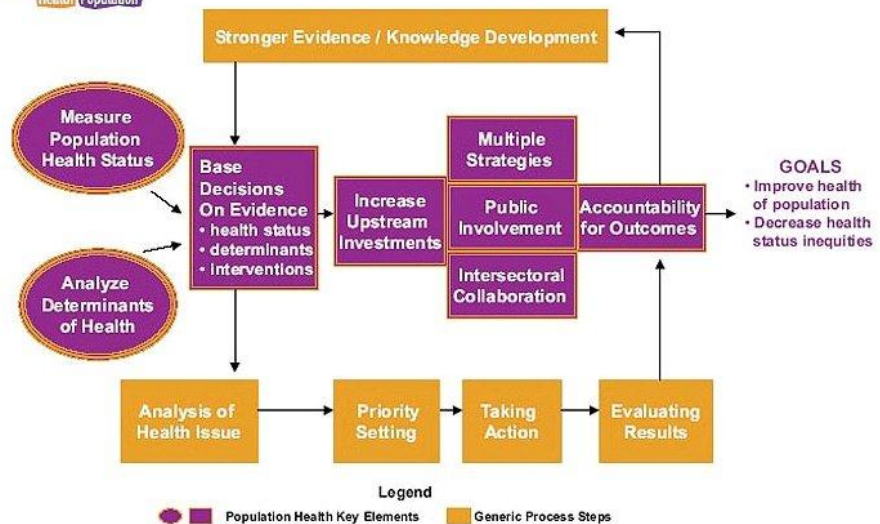 Health Population
Stronger Evidence / Knowledge Development
Measure
Population
Health Status
Analyze
Determinants
of Health
Base
Decisions
On Evidence
• health status
• determinants
• interventions
Increase
Upstream
Investments
Multiple
Strategies
Public
Involvement
Intersectoral
Collaboration
Accountability
for Outcomes
GOALS
• Improve health
of population
• Decrease health
status inequities
Analysis of
Health Issue
Priority
Setting
Taking
Action
Evaluating
Results
Legend
Population Health Key Elements
Generic Process Steps